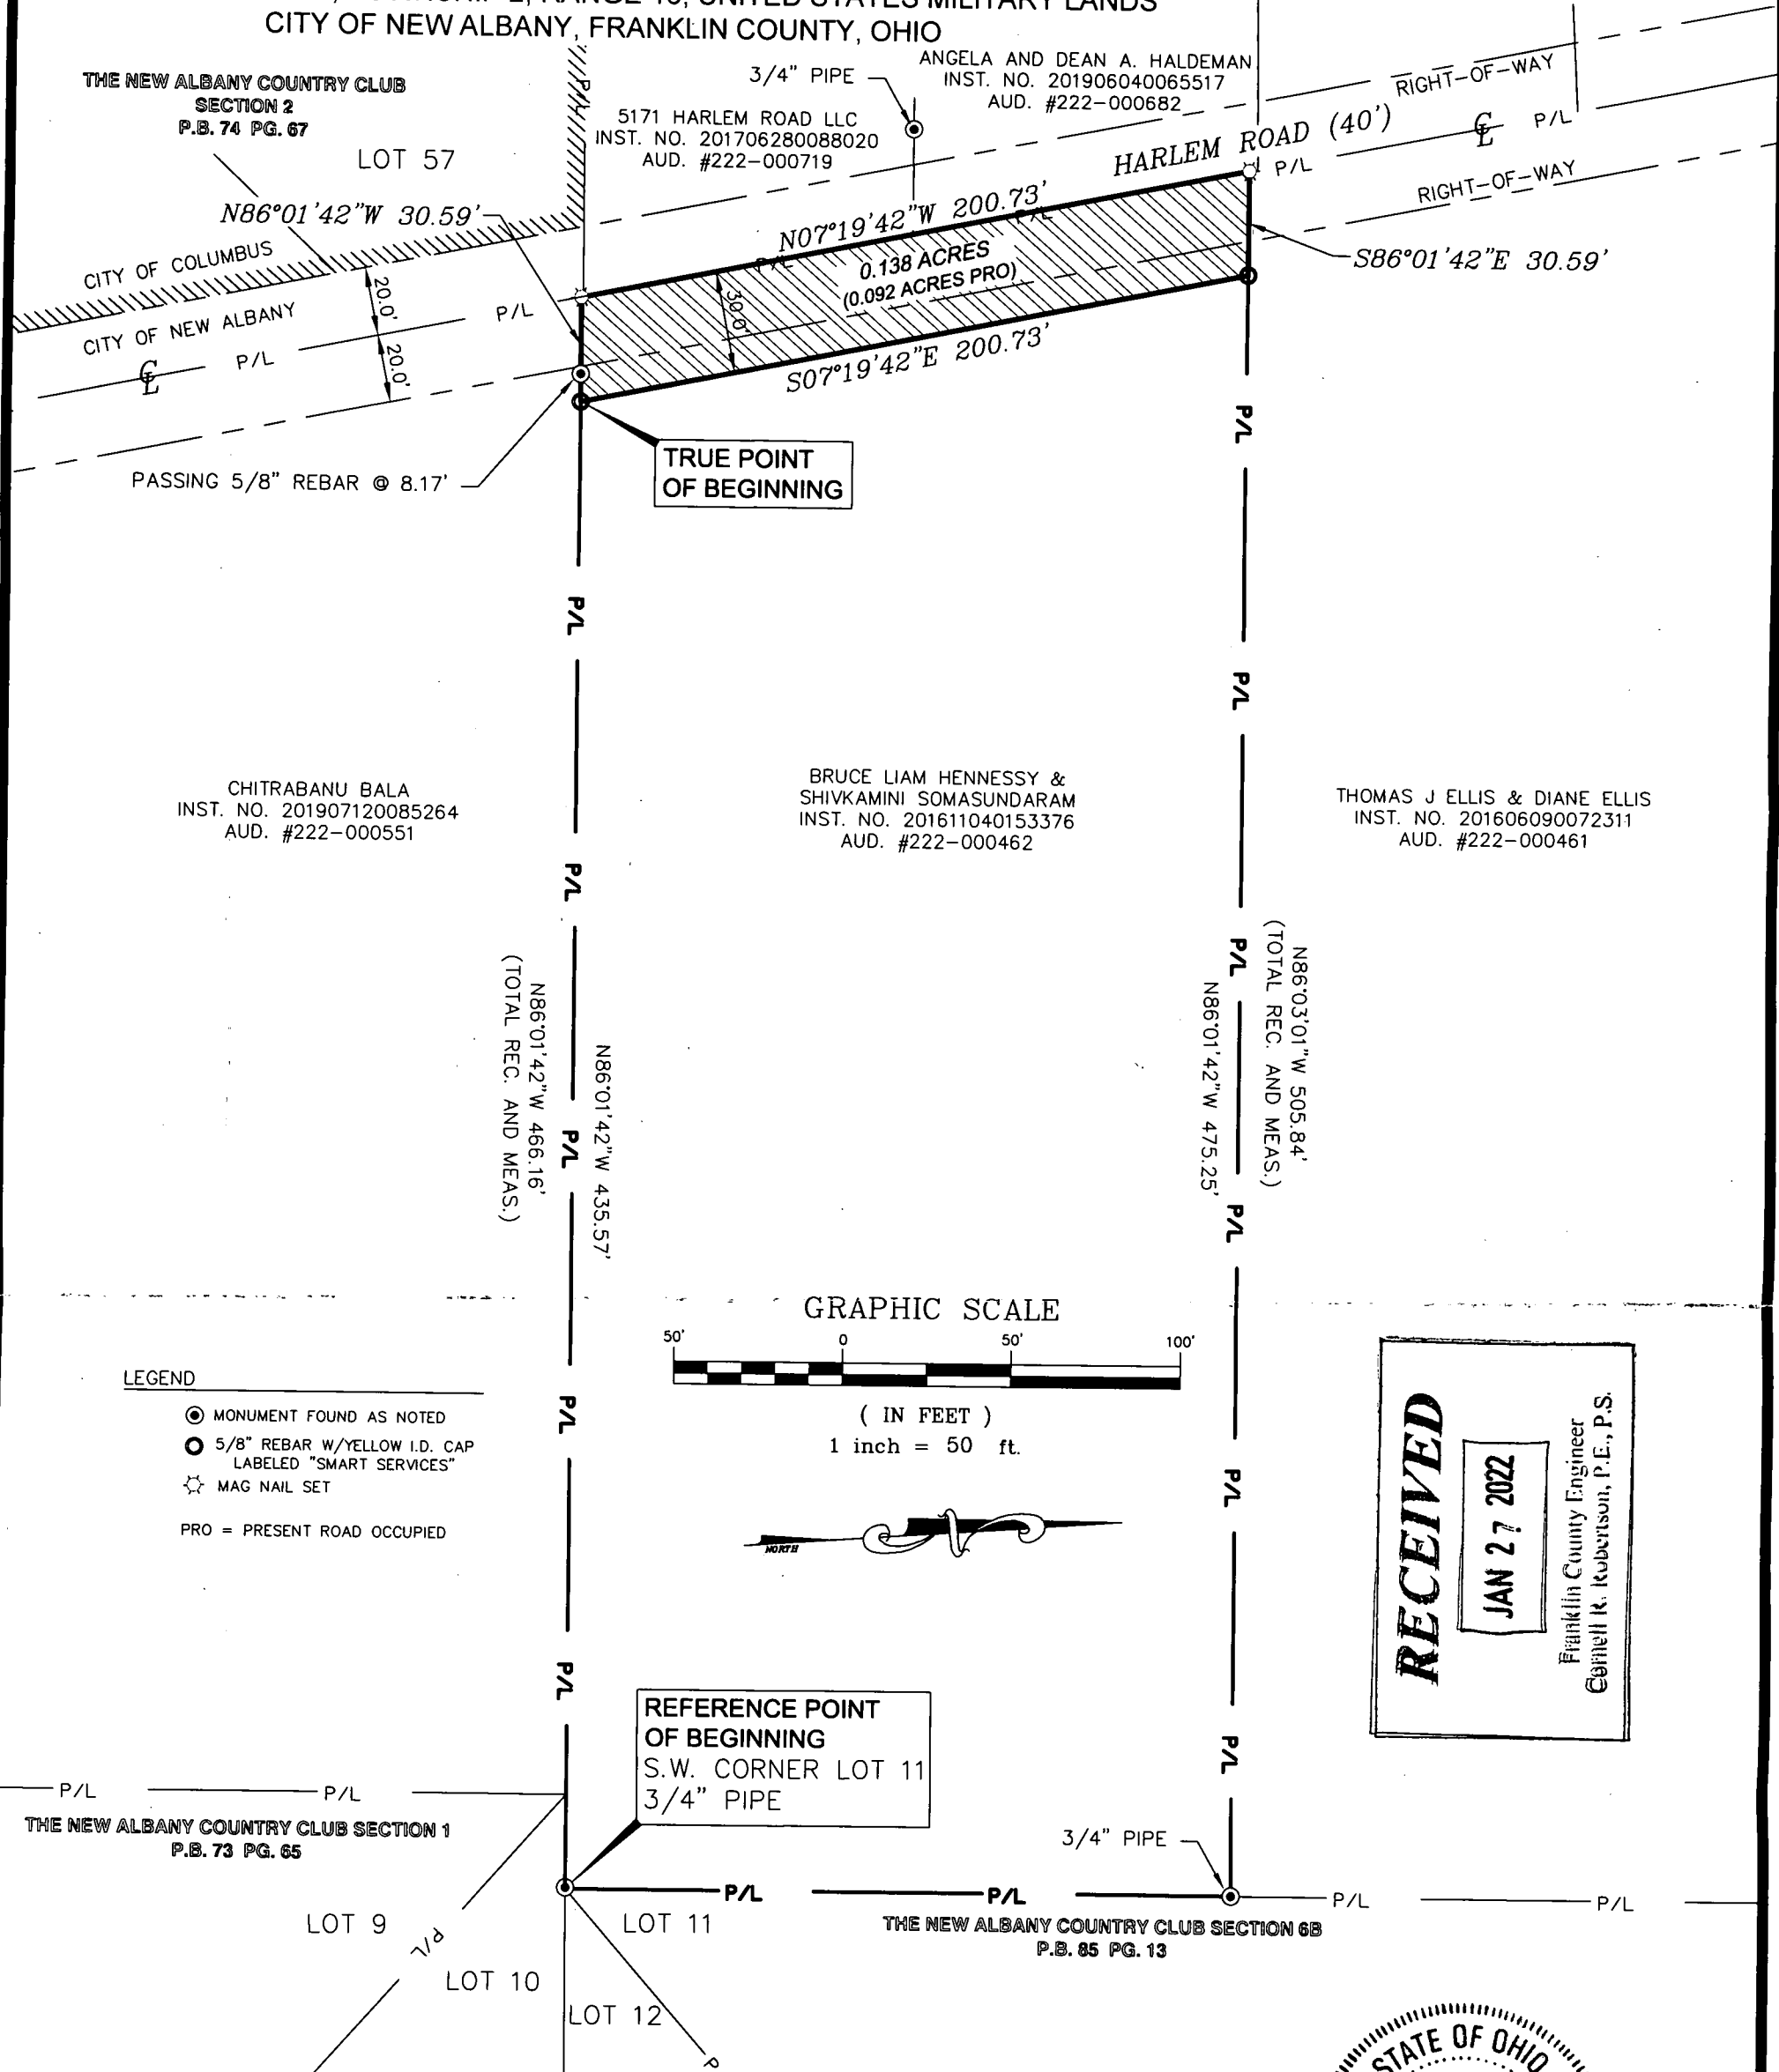 CITY OF NEW ALBANY, FRANKLIN COUNTY, OHIO
THE NEW ALBANY COUNTRY CLUB
SECTION 2
P.B. 74 PG. 67
LOT 57
3/4" PIPE
ANGELA AND DEAN A. HALDEMAN
INST. NO. 201906040065517
AUD. #222-000682
5171 HARLEM ROAD LLC
INST. NO. 201706280088020
AUD. #222-000719
RIGHT-OF-WAY
HARLEM ROAD (40')
P/L
P/L
RIGHT-OF-WAY
N86°01'42"W 30.59'
N07°19'42"W 200.73'
P/L
P/L
P/L
0.138 ACRES
(0.092 ACRES PRO)
S86°01'42"E 30.59'
CITY OF COLUMBUS
CITY OF NEW ALBANY
20.0'
20.0'
30.0'
P/L
P/L
S07°19'42"E 200.73'
TRUE POINT
OF BEGINNING
PASSING 5/8" REBAR @ 8.17'
P/L
P/L
P/L
P/L
CHITRABANU BALA
INST. NO. 201907120085264
AUD. #222-000551
BRUCE LIAM HENNESSY &
SHIVKAMINI SOMASUNDARAM
INST. NO. 201611040153376
AUD. #222-000462
THOMAS J ELLIS & DIANE ELLIS
INST. NO. 201606090072311
AUD. #222-000461
N86°01'42"W 466.16'
(TOTAL REC. AND MEAS.)
P/L
N86°01'42"W 435.57'
P/L
N86°01'42"W 475.25'
N86°03'01"W 505.84'
(TOTAL REC. AND MEAS.)
P/L
GRAPHIC SCALE
50' 0 50' 100'
( IN FEET )
1 inch = 50 ft.
LEGEND
MONUMENT FOUND AS NOTED
5/8" REBAR W/YELLOW I.D. CAP
LABELED "SMART SERVICES"
MAG NAIL SET
PRO = PRESENT ROAD OCCUPIED
P/L
P/L
NORTH
RECEIVED
JAN 27 2022
Franklin County Engineer
Cornell R. Robertson, P.E., P.S.
P/L
P/L
REFERENCE POINT
OF BEGINNING
S.W. CORNER LOT 11
3/4" PIPE
P/L P/L
THE NEW ALBANY COUNTRY CLUB SECTION 1
P.B. 73 PG. 65
3/4" PIPE
P/L P/L P/L P/L
LOT 9
P/L
LOT 10
LOT 11
LOT 12
THE NEW ALBANY COUNTRY CLUB SECTION 6B
P.B. 85 PG. 13
STATE OF OHIO